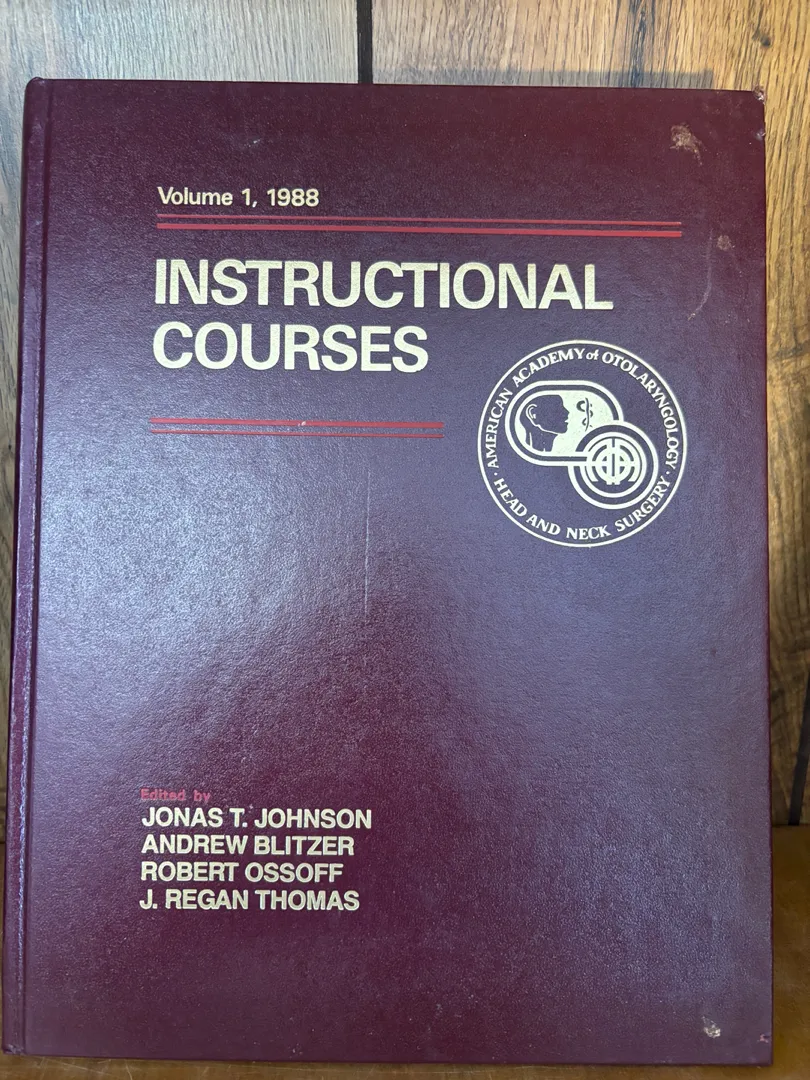 Volume 1, 1988
INSTRUCTIONAL
COURSES
AMERICAN ACADEMY of OTOLARYNGOLOGY ·
HEAD AND NECK SURGERY ·
Edited by
JONAS T. JOHNSON
ANDREW BLITZER
ROBERT OSSOFF
J. REGAN THOMAS